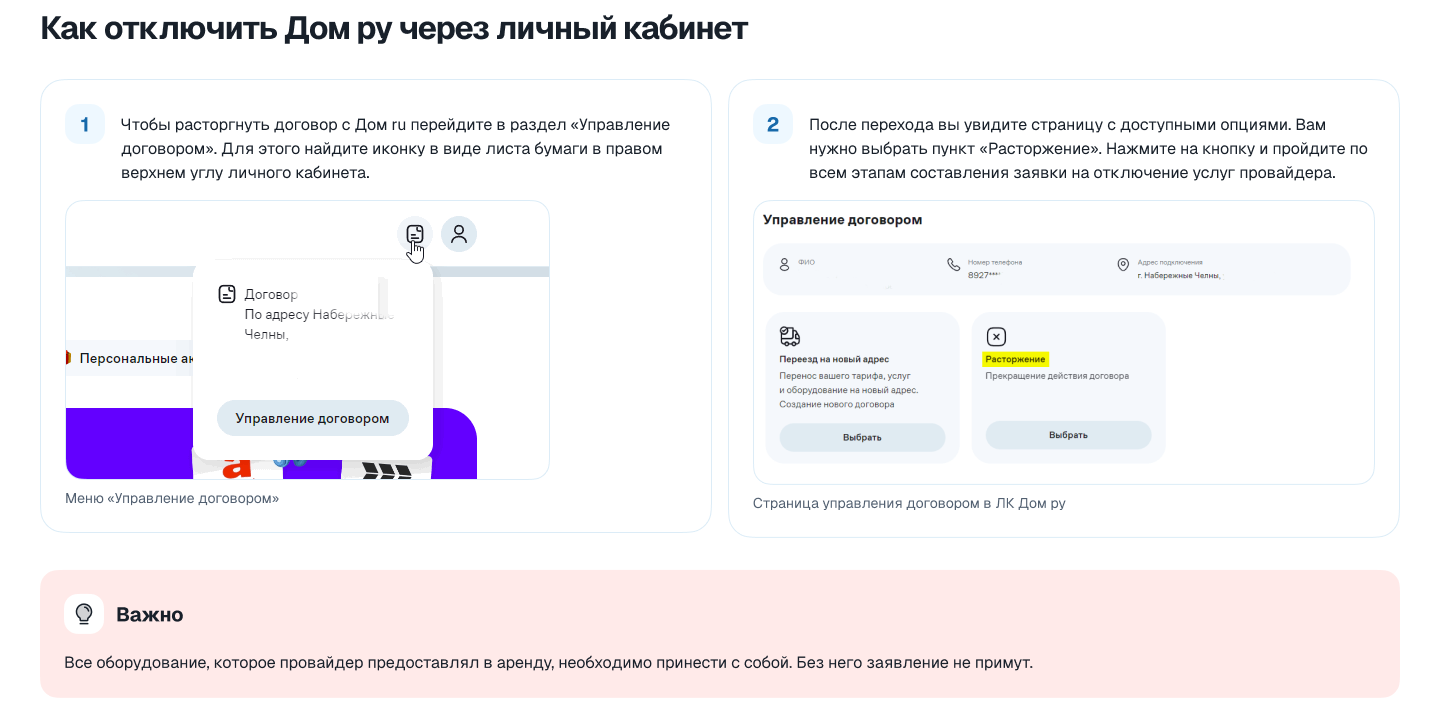 Как отключить Дом ру через личный кабинет
1
Чтобы расторгнуть договор с Дом ru перейдите в раздел «Управление
договором». Для этого найдите иконку в виде листа бумаги в правом
верхнем углу личного кабинета.
Договор
По адресу Набережные
Челны,
Персональные ак
Управление договором
Меню «Управление договором»
2
После перехода вы увидите страницу с доступными опциями. Вам
нужно выбрать пункт «Расторжение». Нажмите на кнопку и пройдите по
всем этапам составления заявки на отключение услуг провайдера.
Управление договором
ФИО
Номер телефона
8927***
Адрес подключения
г. Набережные Челны,
Переезд на новый адрес
Перенос вашего тарифа, услуг
и оборудование на новый адрес.
Создание нового договора
Выбрать
Расторжение
Прекращение действия договора
Выбрать
Страница управления договором в ЛК Дом ру
Важно
Все оборудование, которое провайдер предоставлял в аренду, необходимо принести с собой. Без него заявление не примут.